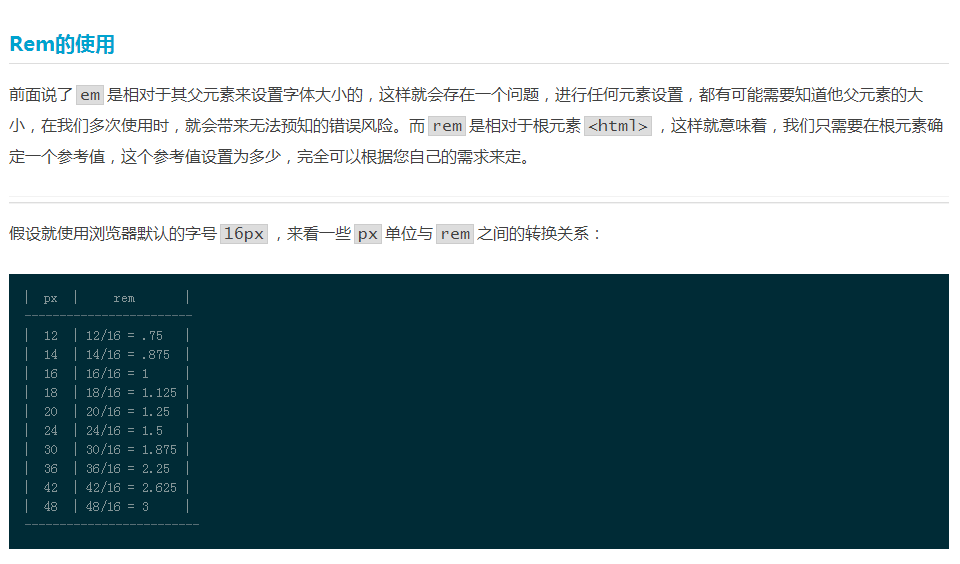 Rem的使用
前面说了 em 是相对于其父元素来设置字体大小的，这样就会存在一个问题，进行任何元素设置，都有可能需要知道他父元素的大
小，在我们多次使用时，就会带来无法预知的错误风险。而 rem 是相对于根元素 <html> ，这样就意味着，我们只需要在根元素确
定一个参考值，这个参考值设置为多少，完全可以根据您自己的需求来定。
假设就使用浏览器默认的字号 16px ，来看一些 px 单位与 rem 之间的转换关系：
|  px  |     rem       |
------------------------
|  12  | 12/16 = .75   |
|  14  | 14/16 = .875  |
|  16  | 16/16 = 1     |
|  18  | 18/16 = 1.125 |
|  20  | 20/16 = 1.25  |
|  24  | 24/16 = 1.5   |
|  30  | 30/16 = 1.875 |
|  36  | 36/16 = 2.25  |
|  42  | 42/16 = 2.625 |
|  48  | 48/16 = 3     |
-------------------------